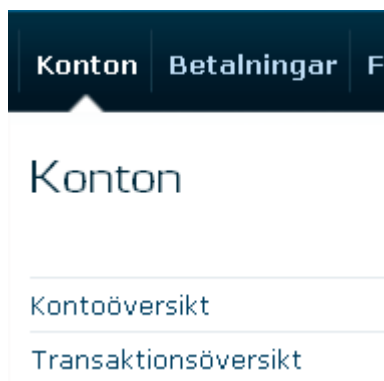 Konton Betalningar F
Konton
Kontoöversikt
Transaktionsöversikt